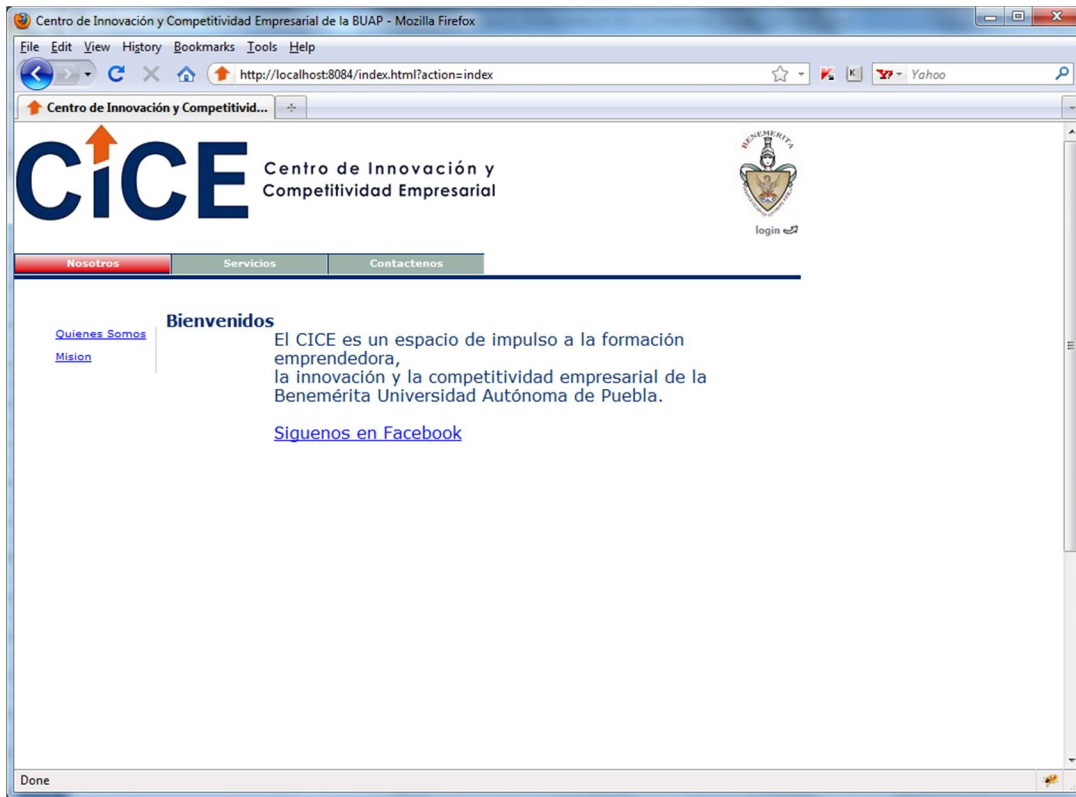 Centro de Innovación y Competitividad Empresarial de la BUAP - Mozilla Firefox
File Edit View History Bookmarks Tools Help
http://localhost:8084/index.html?action=index
K Yahoo
Centro de Innovación y Competitivid...
CiCE
Centro de Innovación y
Competitividad Empresarial
BENEMERITA
login
Nosotros Servicios Contactenos
Quienes Somos
Mision
Bienvenidos
El CICE es un espacio de impulso a la formación
emprendedora,
la innovación y la competitividad empresarial de la
Benemérita Universidad Autónoma de Puebla.
Siguenos en Facebook
Done